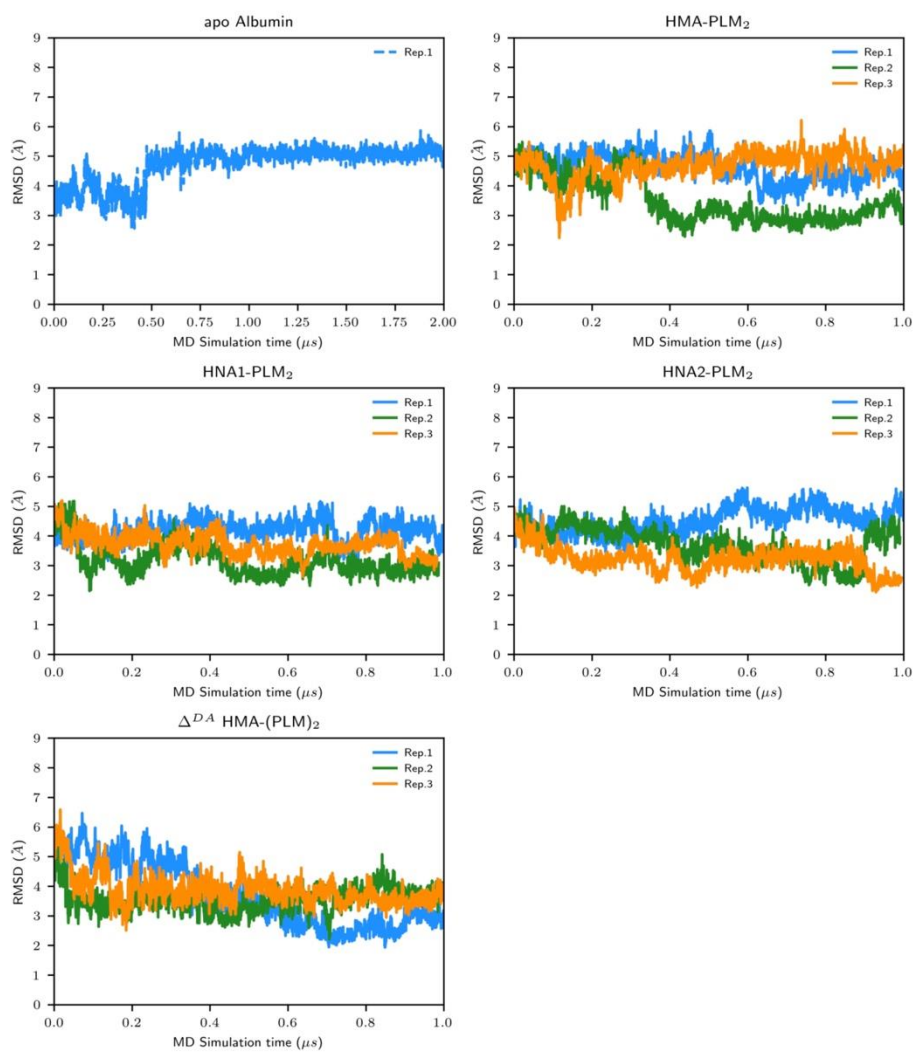 apo Albumin
9
8
7
6
5
4
3
2
1
0
RMSD (Å)
Rep.1
0.00 0.25 0.50 0.75 1.00 1.25 1.50 1.75 2.00
MD Simulation time (μs)
HMA-PLM₂
9
8
7
6
5
4
3
2
1
0
RMSD (Å)
Rep.1
Rep.2
Rep.3
0.0 0.2 0.4 0.6 0.8 1.0
MD Simulation time (μs)
HNA1-PLM₂
9
8
7
6
5
4
3
2
1
0
RMSD (Å)
Rep.1
Rep.2
Rep.3
0.0 0.2 0.4 0.6 0.8 1.0
MD Simulation time (μs)
HNA2-PLM₂
9
8
7
6
5
4
3
2
1
0
RMSD (Å)
Rep.1
Rep.2
Rep.3
0.0 0.2 0.4 0.6 0.8 1.0
MD Simulation time (μs)
Δᴰᴬ HMA-(PLM)₂
9
8
7
6
5
4
3
2
1
0
RMSD (Å)
Rep.1
Rep.2
Rep.3
0.0 0.2 0.4 0.6 0.8 1.0
MD Simulation time (μs)